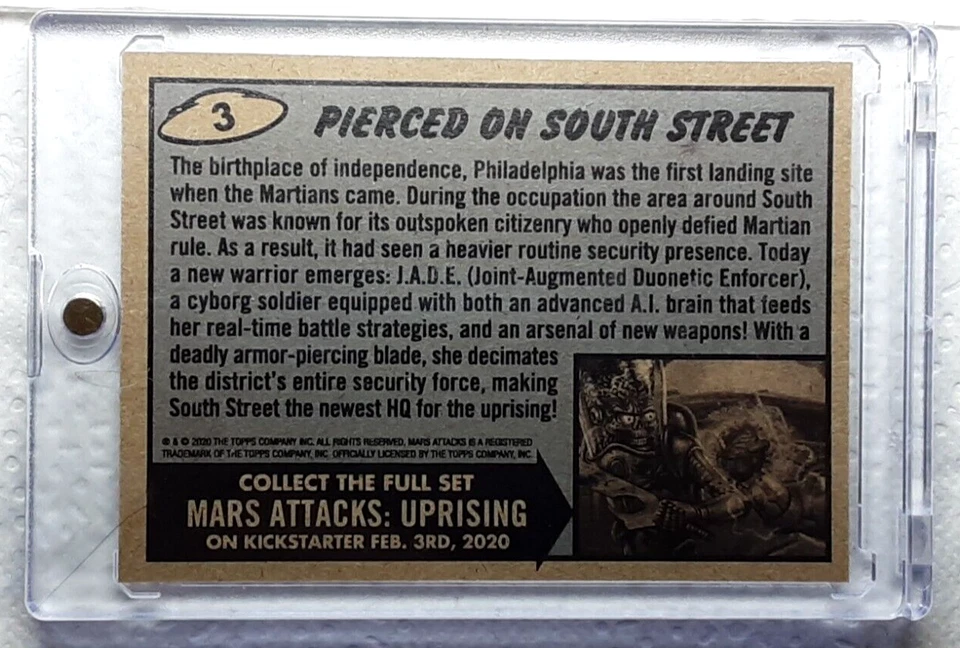 3
PIERCED ON SOUTH STREET
The birthplace of independence, Philadelphia was the first landing site
when the Martians came. During the occupation the area around South
Street was known for its outspoken citizenry who openly defied Martian
rule. As a result, it had seen a heavier routine security presence. Today
a new warrior emerges: J.A.D.E. (Joint-Augmented Duonetic Enforcer),
a cyborg soldier equipped with both an advanced A.I. brain that feeds
her real-time battle strategies, and an arsenal of new weapons! With a
deadly armor-piercing blade, she decimates
the district's entire security force, making
South Street the newest HQ for the uprising!
® & © 2020 THE TOPPS COMPANY INC. ALL RIGHTS RESERVED, MARS ATTACKS IS A REGISTERED
TRADEMARK OF THE TOPPS COMPANY, INC. OFFICIALLY LICENSED BY THE TOPPS COMPANY, INC.
COLLECT THE FULL SET
MARS ATTACKS: UPRISING
ON KICKSTARTER FEB. 3RD, 2020